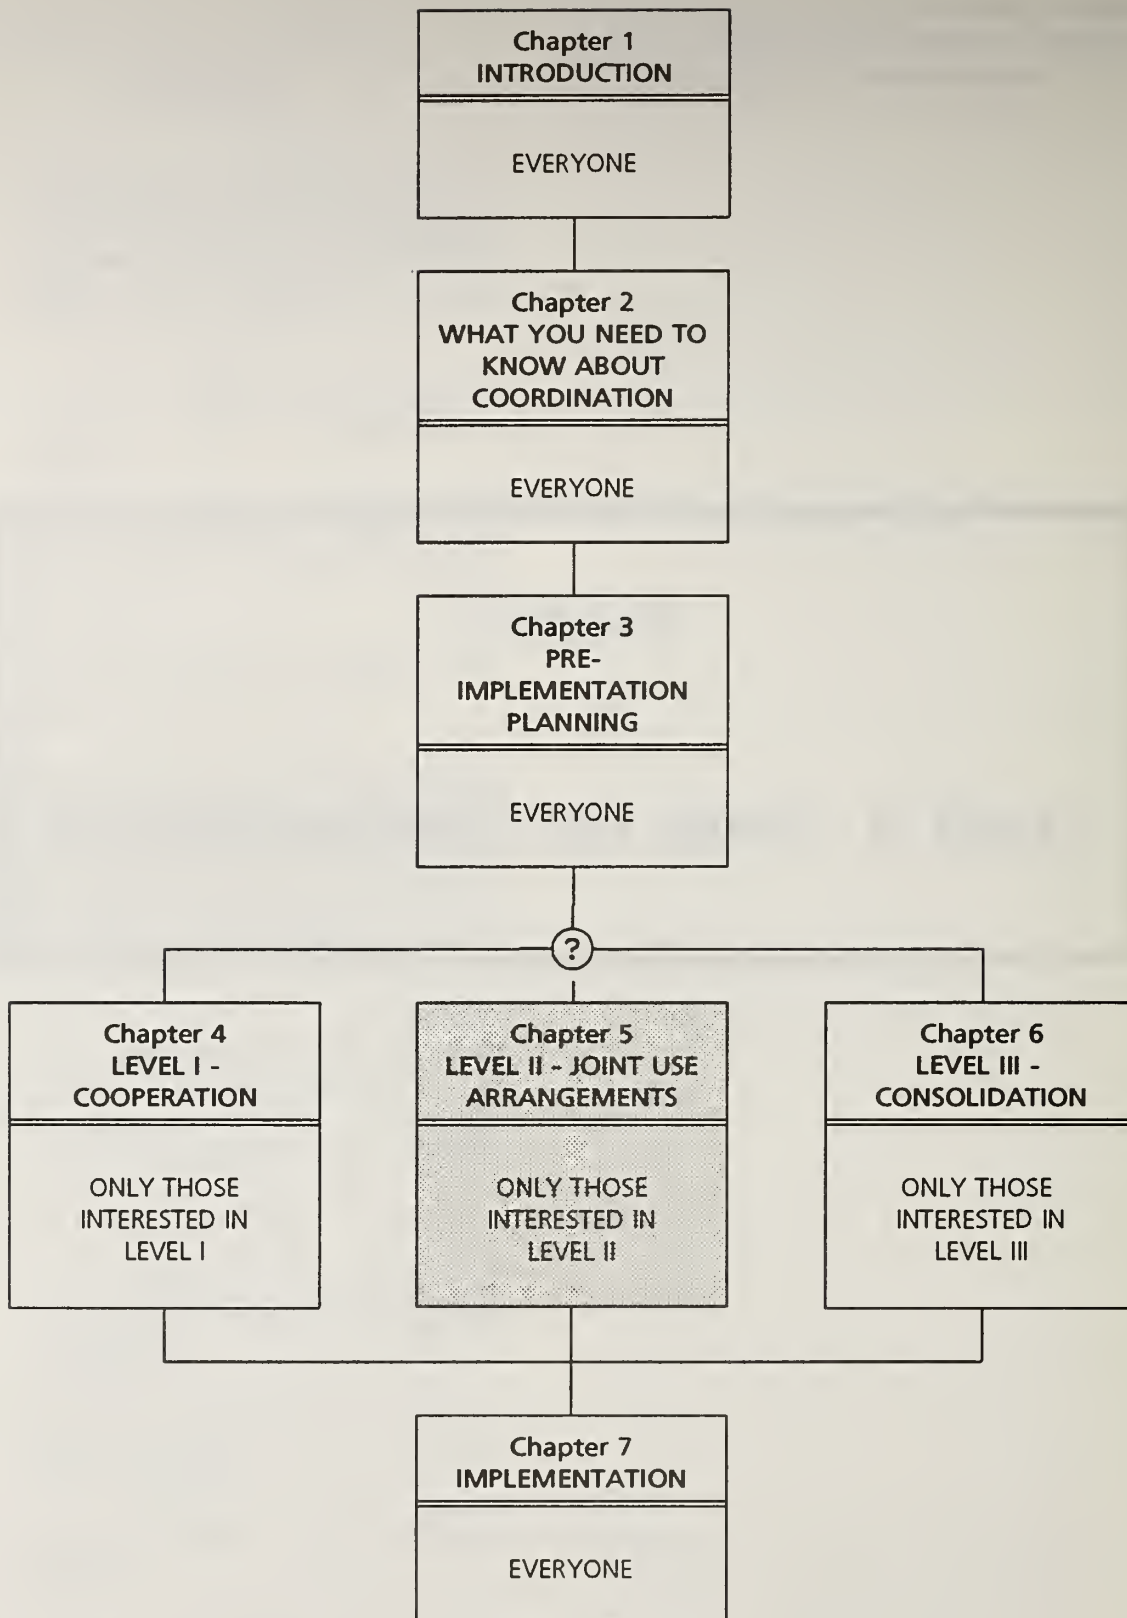 Chapter 1
INTRODUCTION
EVERYONE
Chapter 2
WHAT YOU NEED TO
KNOW ABOUT
COORDINATION
EVERYONE
Chapter 3
PRE-
IMPLEMENTATION
PLANNING
EVERYONE
?
Chapter 4
LEVEL I -
COOPERATION
ONLY THOSE
INTERESTED IN
LEVEL I
Chapter 5
LEVEL II - JOINT USE
ARRANGEMENTS
ONLY THOSE
INTERESTED IN
LEVEL II
Chapter 6
LEVEL III -
CONSOLIDATION
ONLY THOSE
INTERESTED IN
LEVEL III
Chapter 7
IMPLEMENTATION
EVERYONE